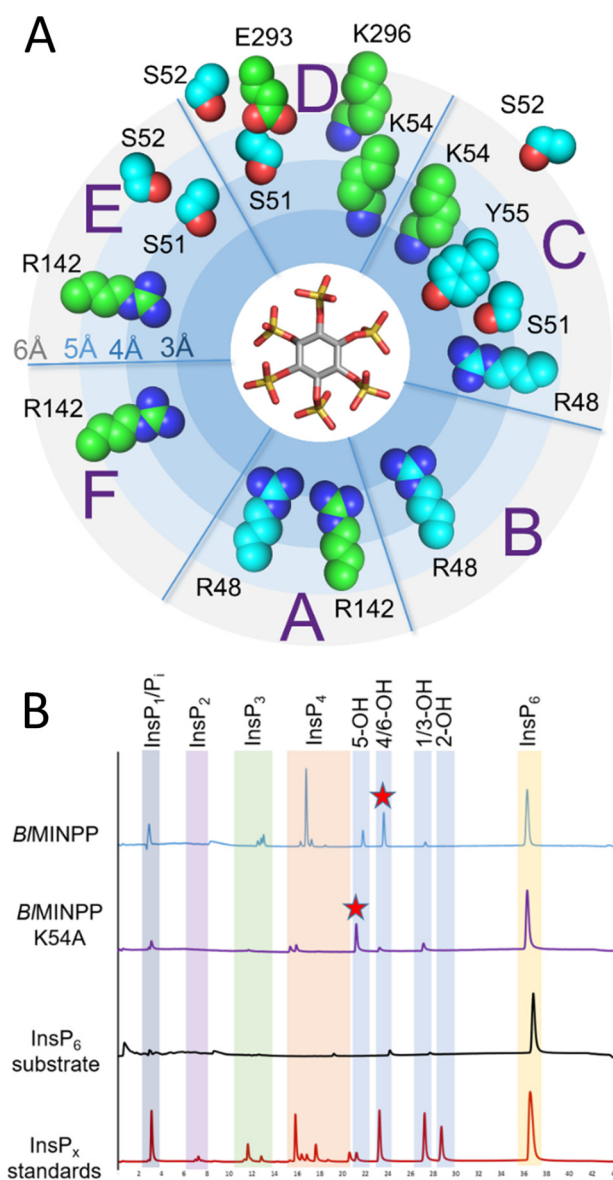 A
E293
K296
S52
D
S52
S52
K54
K54
E
S51
Y55
C
S51
R142
S51
6Å 5Å 4Å 3Å
R142
R48
F
B
R48
R48
A
R142
B
InsP1/Pi
InsP2
InsP3
InsP4
5-OH
4/6-OH
1/3-OH
2-OH
InsP6
BlMINPP
BlMINPP
K54A
InsP6
substrate
InsPx
standards
0 2 4 6 8 10 12 14 16 18 20 22 24 26 28 30 32 34 36 38 40 42